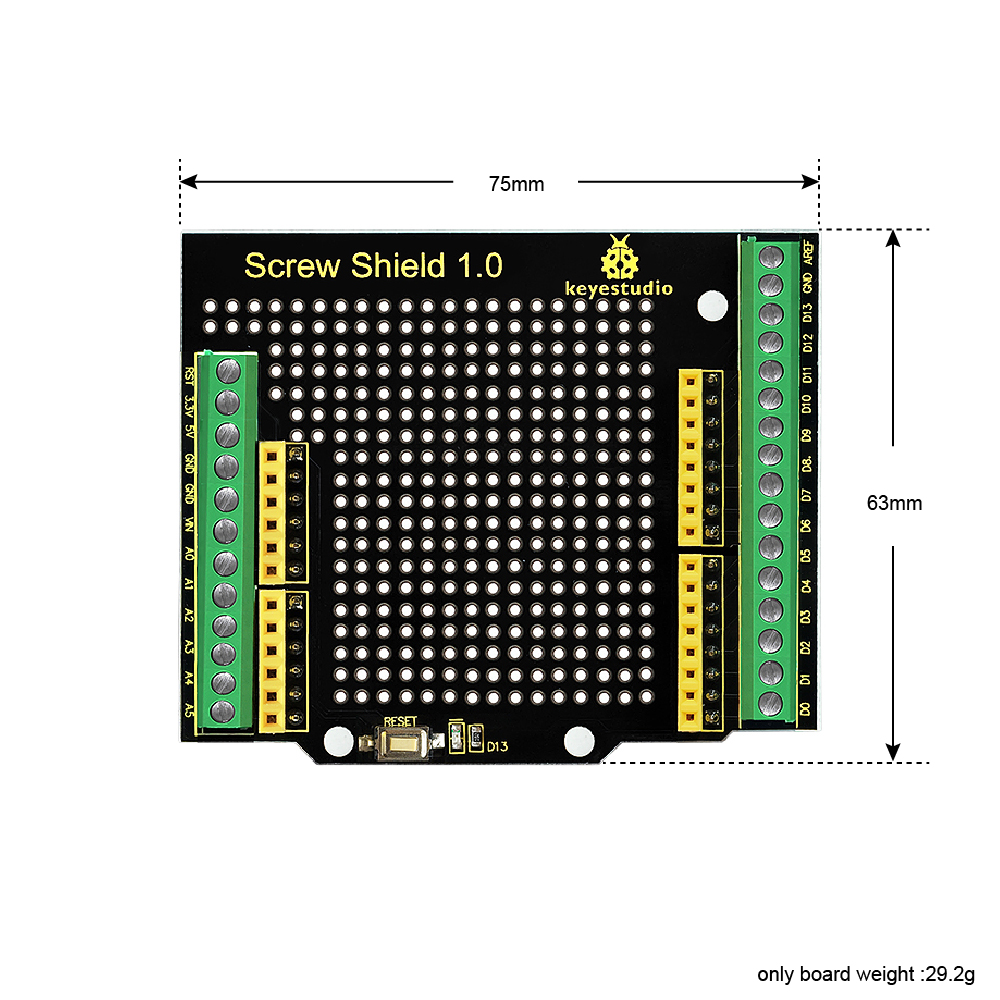 75mm
Screw Shield 1.0
keyestudio
63mm
RST
3.3V
5V
GND
GND
VIN
A0
A1
A2
A3
A4
A5
AREF
GND
D13
D12
D11
D10
D9
D8.
D7
D6
D5
D4
D3
D2
D1
D0
RESET
D13
only board weight :29.2g